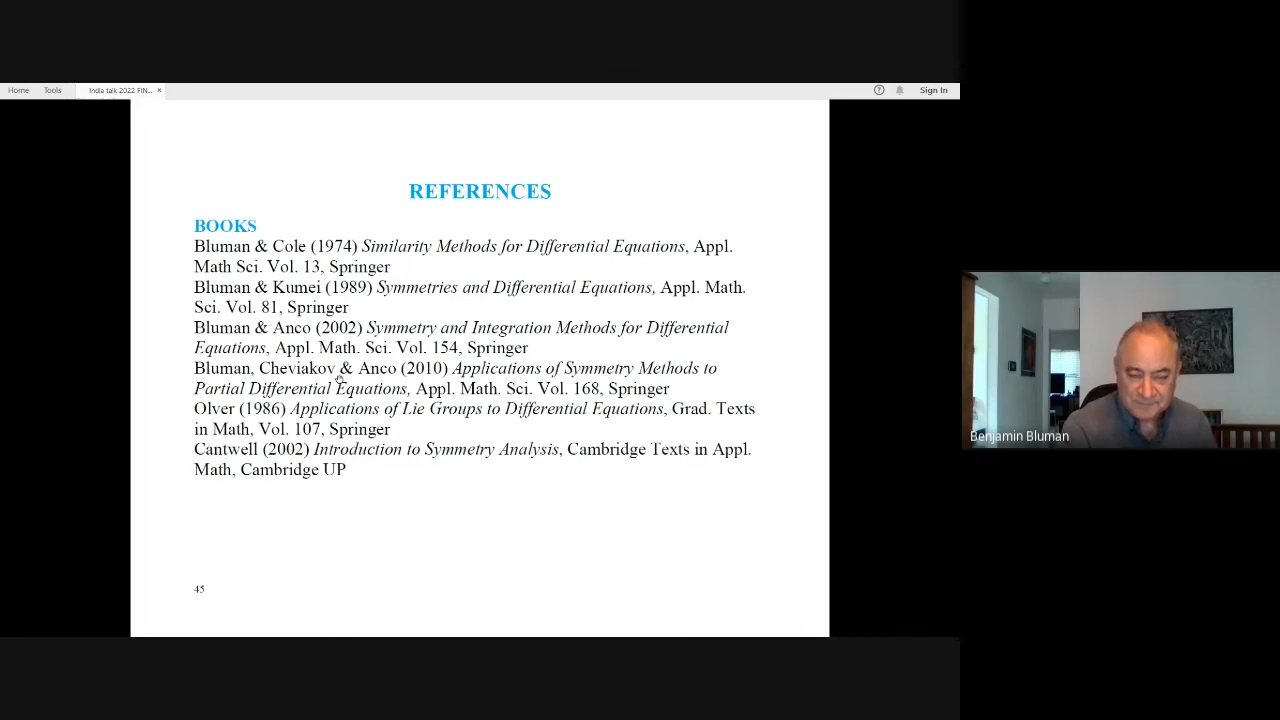 Home Tools India talk 2022 FIN... × ? Sign In
REFERENCES
BOOKS
Bluman & Cole (1974) Similarity Methods for Differential Equations, Appl.
Math Sci. Vol. 13, Springer
Bluman & Kumei (1989) Symmetries and Differential Equations, Appl. Math.
Sci. Vol. 81, Springer
Bluman & Anco (2002) Symmetry and Integration Methods for Differential
Equations, Appl. Math. Sci. Vol. 154, Springer
Bluman, Cheviakov & Anco (2010) Applications of Symmetry Methods to
Partial Differential Equations, Appl. Math. Sci. Vol. 168, Springer
Olver (1986) Applications of Lie Groups to Differential Equations, Grad. Texts
in Math, Vol. 107, Springer
Cantwell (2002) Introduction to Symmetry Analysis, Cambridge Texts in Appl.
Math, Cambridge UP
45
Benjamin Bluman